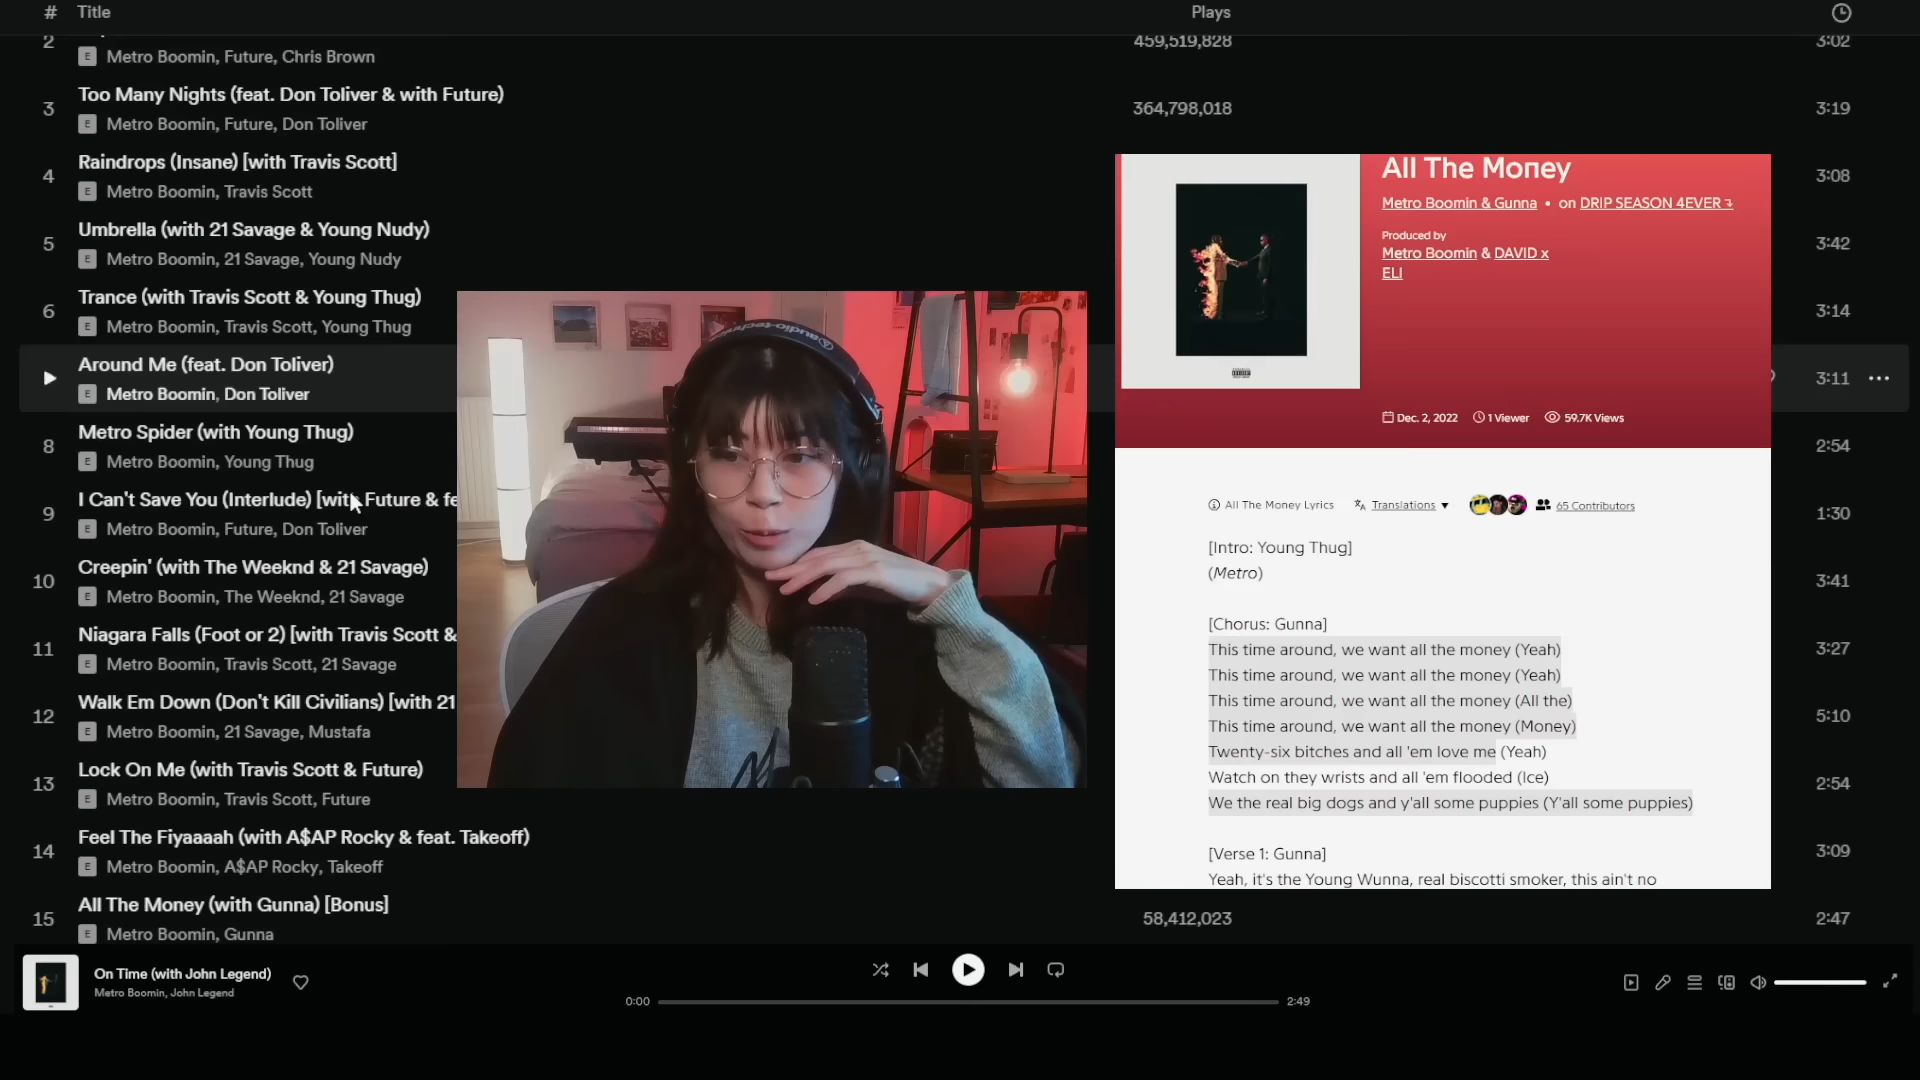 # Title Plays
2 459,519,828 3:02
E Metro Boomin, Future, Chris Brown
Too Many Nights (feat. Don Toliver & with Future)
3 364,798,018 3:19
E Metro Boomin, Future, Don Toliver
Raindrops (Insane) [with Travis Scott]
4 3:08
E Metro Boomin, Travis Scott
Umbrella (with 21 Savage & Young Nudy)
5 3:42
E Metro Boomin, 21 Savage, Young Nudy
Trance (with Travis Scott & Young Thug)
6 3:14
E Metro Boomin, Travis Scott, Young Thug
Around Me (feat. Don Toliver)
3:11
E Metro Boomin, Don Toliver
Metro Spider (with Young Thug)
8 2:54
E Metro Boomin, Young Thug
I Can't Save You (Interlude) [with Future & fe
9 1:30
E Metro Boomin, Future, Don Toliver
Creepin' (with The Weeknd & 21 Savage)
10 3:41
E Metro Boomin, The Weeknd, 21 Savage
Niagara Falls (Foot or 2) [with Travis Scott &
11 3:27
E Metro Boomin, Travis Scott, 21 Savage
Walk Em Down (Don't Kill Civilians) [with 21
12 5:10
E Metro Boomin, 21 Savage, Mustafa
Lock On Me (with Travis Scott & Future)
13 2:54
E Metro Boomin, Travis Scott, Future
Feel The Fiyaaaah (with A$AP Rocky & feat. Takeoff)
14 3:09
E Metro Boomin, A$AP Rocky, Takeoff
All The Money (with Gunna) [Bonus]
15 58,412,023 2:47
E Metro Boomin, Gunna
audio-technica
All The Money
Metro Boomin & Gunna • on DRIP SEASON 4EVER
Produced by
Metro Boomin & DAVID x
ELI
Dec. 2, 2022 1 Viewer 59.7K Views
All The Money Lyrics Translations 65 Contributors
[Intro: Young Thug]
(Metro)
[Chorus: Gunna]
This time around, we want all the money (Yeah)
This time around, we want all the money (Yeah)
This time around, we want all the money (All the)
This time around, we want all the money (Money)
Twenty-six bitches and all 'em love me (Yeah)
Watch on they wrists and all 'em flooded (Ice)
We the real big dogs and y'all some puppies (Y'all some puppies)
[Verse 1: Gunna]
Yeah, it's the Young Wunna, real biscotti smoker, this ain't no
On Time (with John Legend)
Metro Boomin, John Legend
0:00 2:49